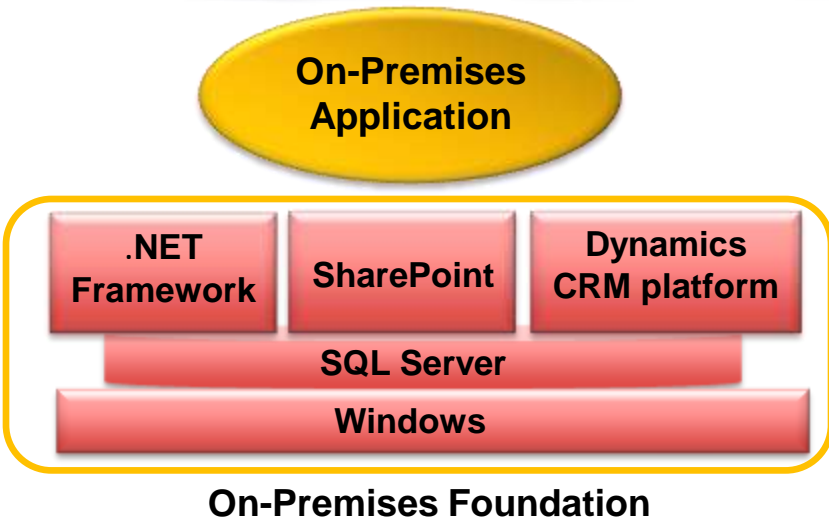 On-Premises
Application
.NET
Framework
SharePoint
Dynamics
CRM platform
SQL Server
Windows
On-Premises Foundation